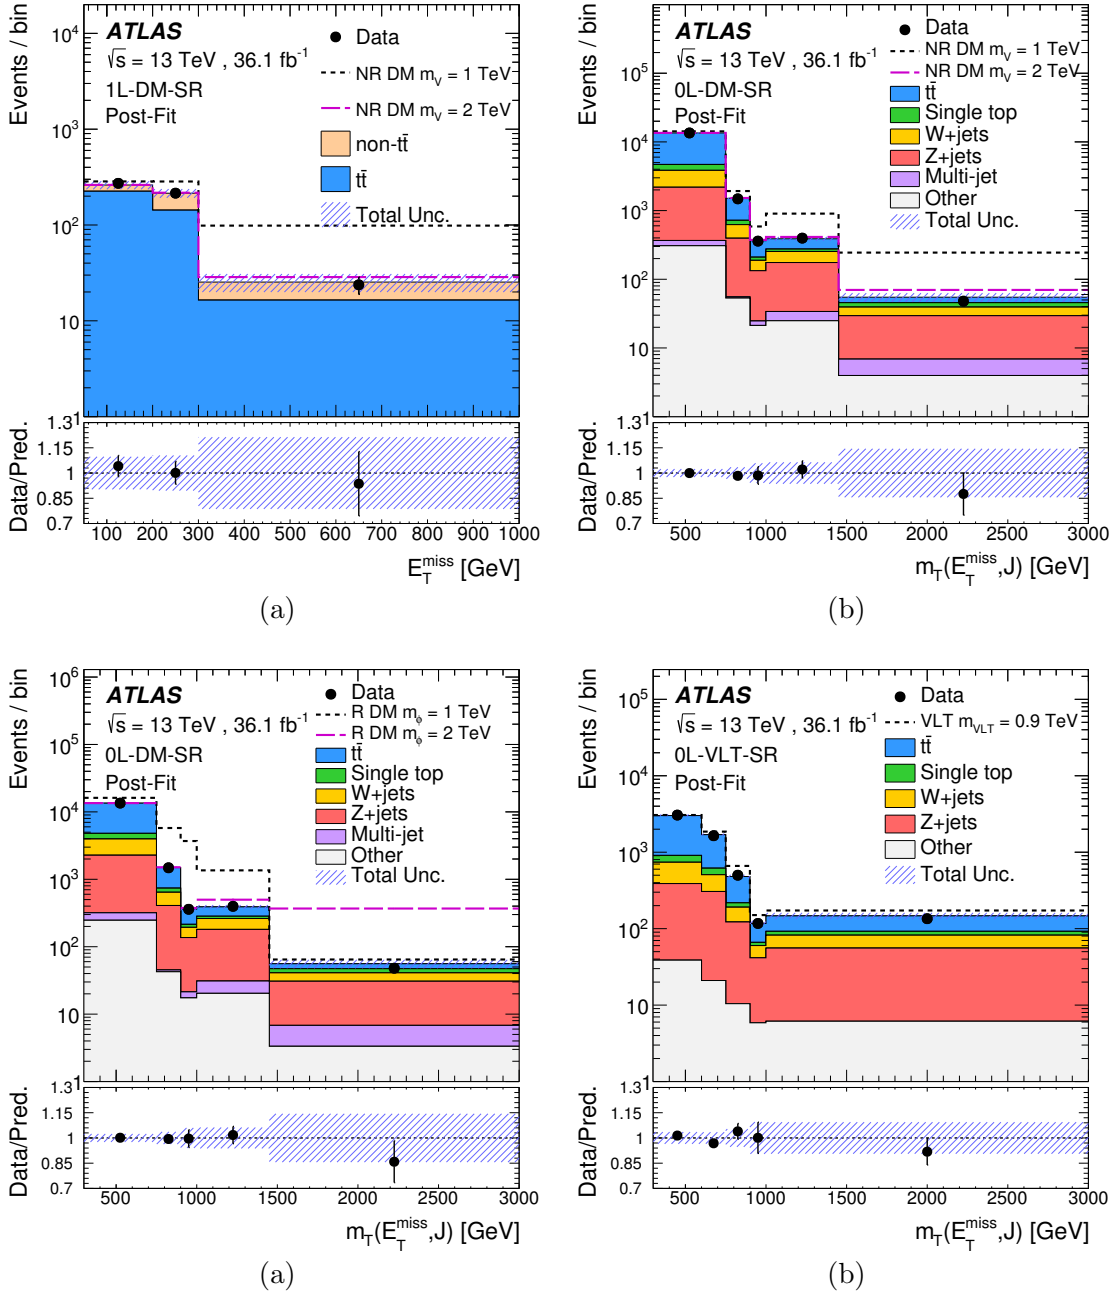 Events / bin
10⁴
10³
10²
10
1
ATLAS
√s = 13 TeV , 36.1 fb⁻¹
1L-DM-SR
Post-Fit
Data
NR DM m_V = 1 TeV
NR DM m_V = 2 TeV
non-tt̄
tt̄
Total Unc.
Data/Pred.
1.3
1.15
1
0.85
0.7
100 200 300 400 500 600 700 800 900 1000
E_T^miss [GeV]
(a)
Events / bin
10⁵
10⁴
10³
10²
10
1
ATLAS
√s = 13 TeV , 36.1 fb⁻¹
0L-DM-SR
Post-Fit
Data
NR DM m_V = 1 TeV
NR DM m_V = 2 TeV
tt̄
Single top
W+jets
Z+jets
Multi-jet
Other
Total Unc.
Data/Pred.
1.3
1.15
1
0.85
0.7
500 1000 1500 2000 2500 3000
m_T(E_T^miss,J) [GeV]
(b)
Events / bin
10⁶
10⁵
10⁴
10³
10²
10
1
ATLAS
√s = 13 TeV , 36.1 fb⁻¹
0L-DM-SR
Post-Fit
Data
R DM m_ϕ = 1 TeV
R DM m_ϕ = 2 TeV
tt̄
Single top
W+jets
Z+jets
Multi-jet
Other
Total Unc.
Data/Pred.
1.3
1.15
1
0.85
0.7
500 1000 1500 2000 2500 3000
m_T(E_T^miss,J) [GeV]
(a)
Events / bin
10⁵
10⁴
10³
10²
10
1
ATLAS
√s = 13 TeV , 36.1 fb⁻¹
0L-VLT-SR
Post-Fit
Data
VLT m_VLT = 0.9 TeV
tt̄
Single top
W+jets
Z+jets
Other
Total Unc.
Data/Pred.
1.3
1.15
1
0.85
0.7
500 1000 1500 2000 2500 3000
m_T(E_T^miss,J) [GeV]
(b)